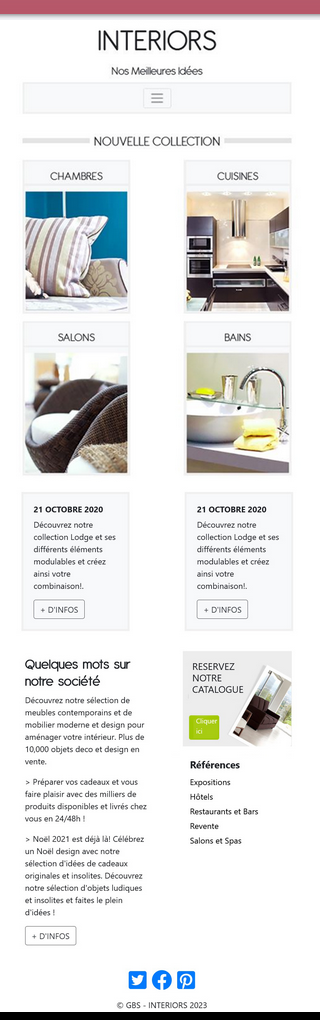 INTERIORS
Nos Meilleures Idées
NOUVELLE COLLECTION
CHAMBRES
CUISINES
SALONS
BAINS
21 OCTOBRE 2020
Découvrez notre
collection Lodge et ses
différents éléments
modulables et créez
ainsi votre
combinaison!.
+ D'INFOS
21 OCTOBRE 2020
Découvrez notre
collection Lodge et ses
différents éléments
modulables et créez
ainsi votre
combinaison!.
+ D'INFOS
Quelques mots sur
notre société
Découvrez notre sélection de
meubles contemporains et de
mobilier moderne et design pour
aménager votre intérieur. Plus de
10,000 objets deco et design en
vente.
> Préparer vos cadeaux et vous
faire plaisir avec des milliers de
produits disponibles et livrés chez
vous en 24/48h !
> Noël 2021 est déjà là! Célébrez
un Noël design avec notre
sélection d'idées de cadeaux
originales et insolites. Découvrez
notre sélection d'objets ludiques
et insolites et faites le plein
d'idées !
+ D'INFOS
RESERVEZ
NOTRE
CATALOGUE
Cliquer
ici
Références
Expositions
Hôtels
Restaurants et Bars
Revente
Salons et Spas
© GBS - INTERIORS 2023